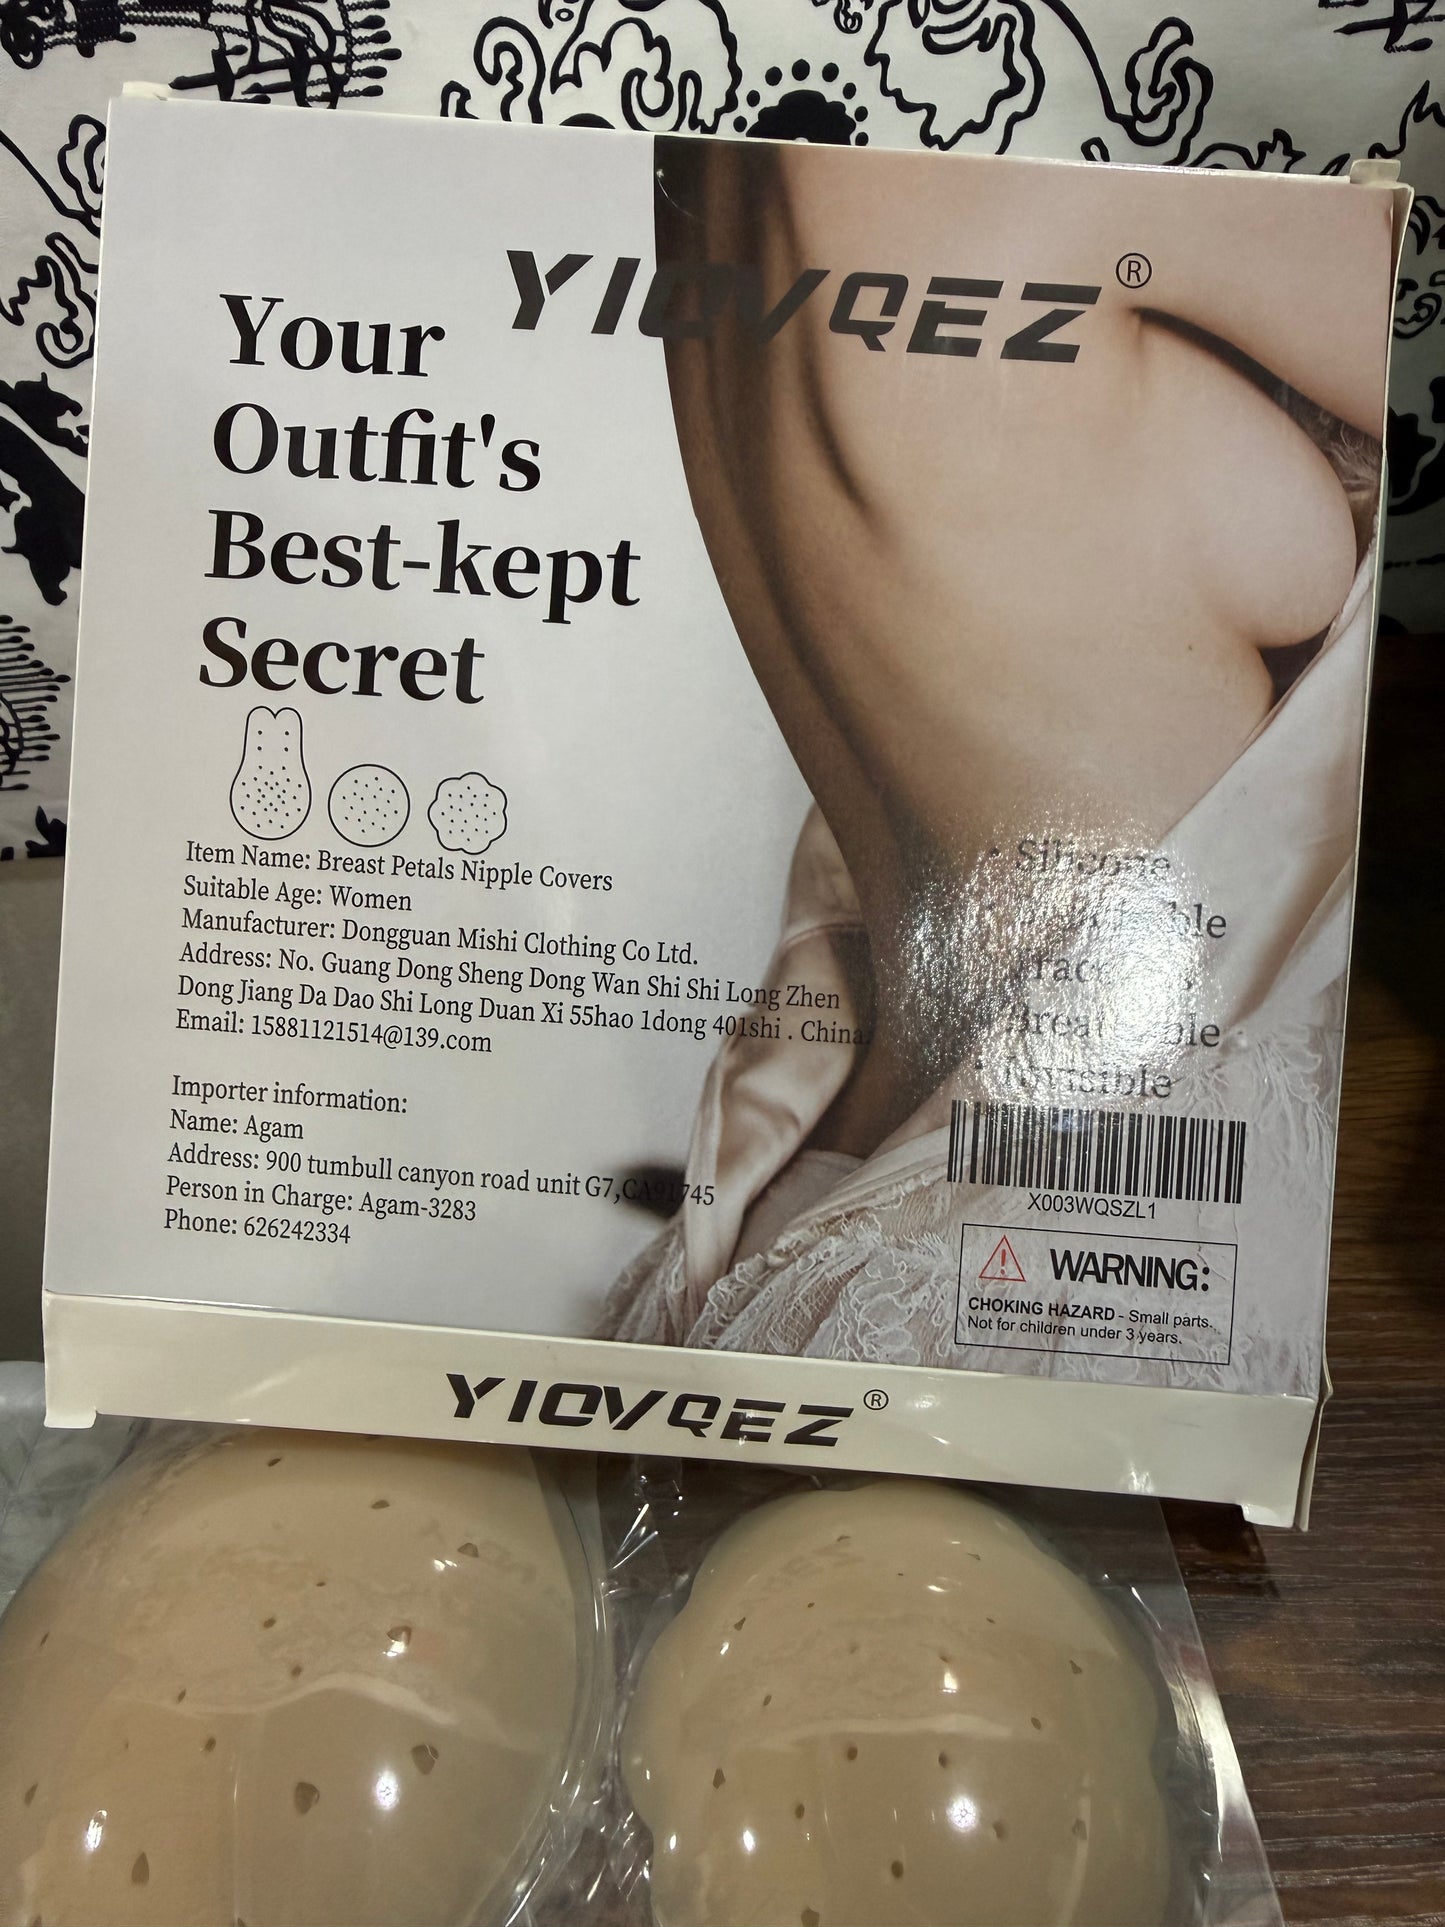 YIOVQEZ®
Your
Outfit's
Best-kept
Secret
Item Name: Breast Petals Nipple Covers
Suitable Age: Women
Manufacturer: Dongguan Mishi Clothing Co Ltd.
Address: No. Guang Dong Sheng Dong Wan Shi Shi Long Zhen
Dong Jiang Da Dao Shi Long Duan Xi 55hao 1dong 401shi . China
Email: 15881121514@139.com
Importer information:
Name: Agam
Address: 900 tumbull canyon road unit G7,CA91745
Person in Charge: Agam-3283
Phone: 626242334
• Silicone
• Invisible
X003WQSZL1
WARNING:
CHOKING HAZARD - Small parts.
Not for children under 3 years.
YIOVQEZ®